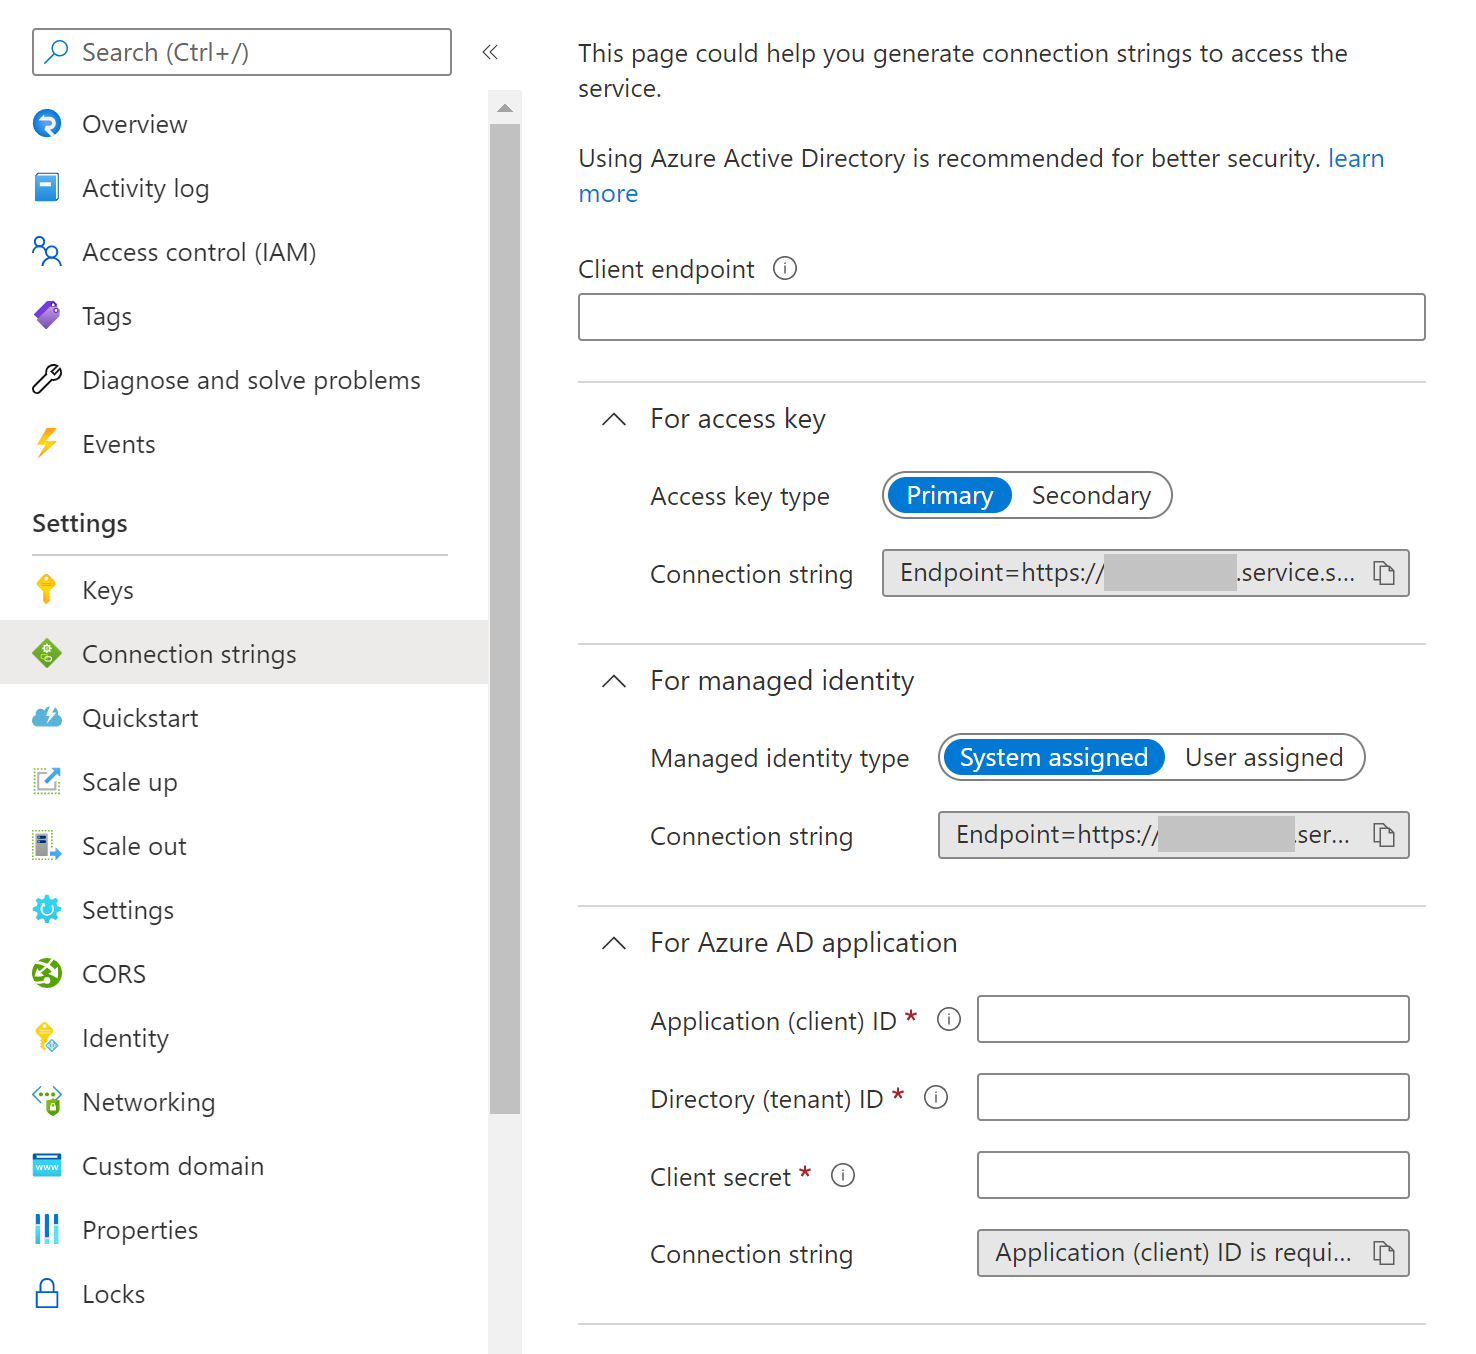 Search (Ctrl+/)
«
Overview
Activity log
Access control (IAM)
Tags
Diagnose and solve problems
Events
Settings
Keys
Connection strings
Quickstart
Scale up
Scale out
Settings
CORS
Identity
Networking
Custom domain
Properties
Locks
This page could help you generate connection strings to access the
service.
Using Azure Active Directory is recommended for better security. learn
more
Client endpoint
For access key
Access key type Primary Secondary
Connection string Endpoint=https:// .service.s...
For managed identity
Managed identity type System assigned User assigned
Connection string Endpoint=https:// .ser...
For Azure AD application
Application (client) ID *
Directory (tenant) ID *
Client secret *
Connection string Application (client) ID is requi...